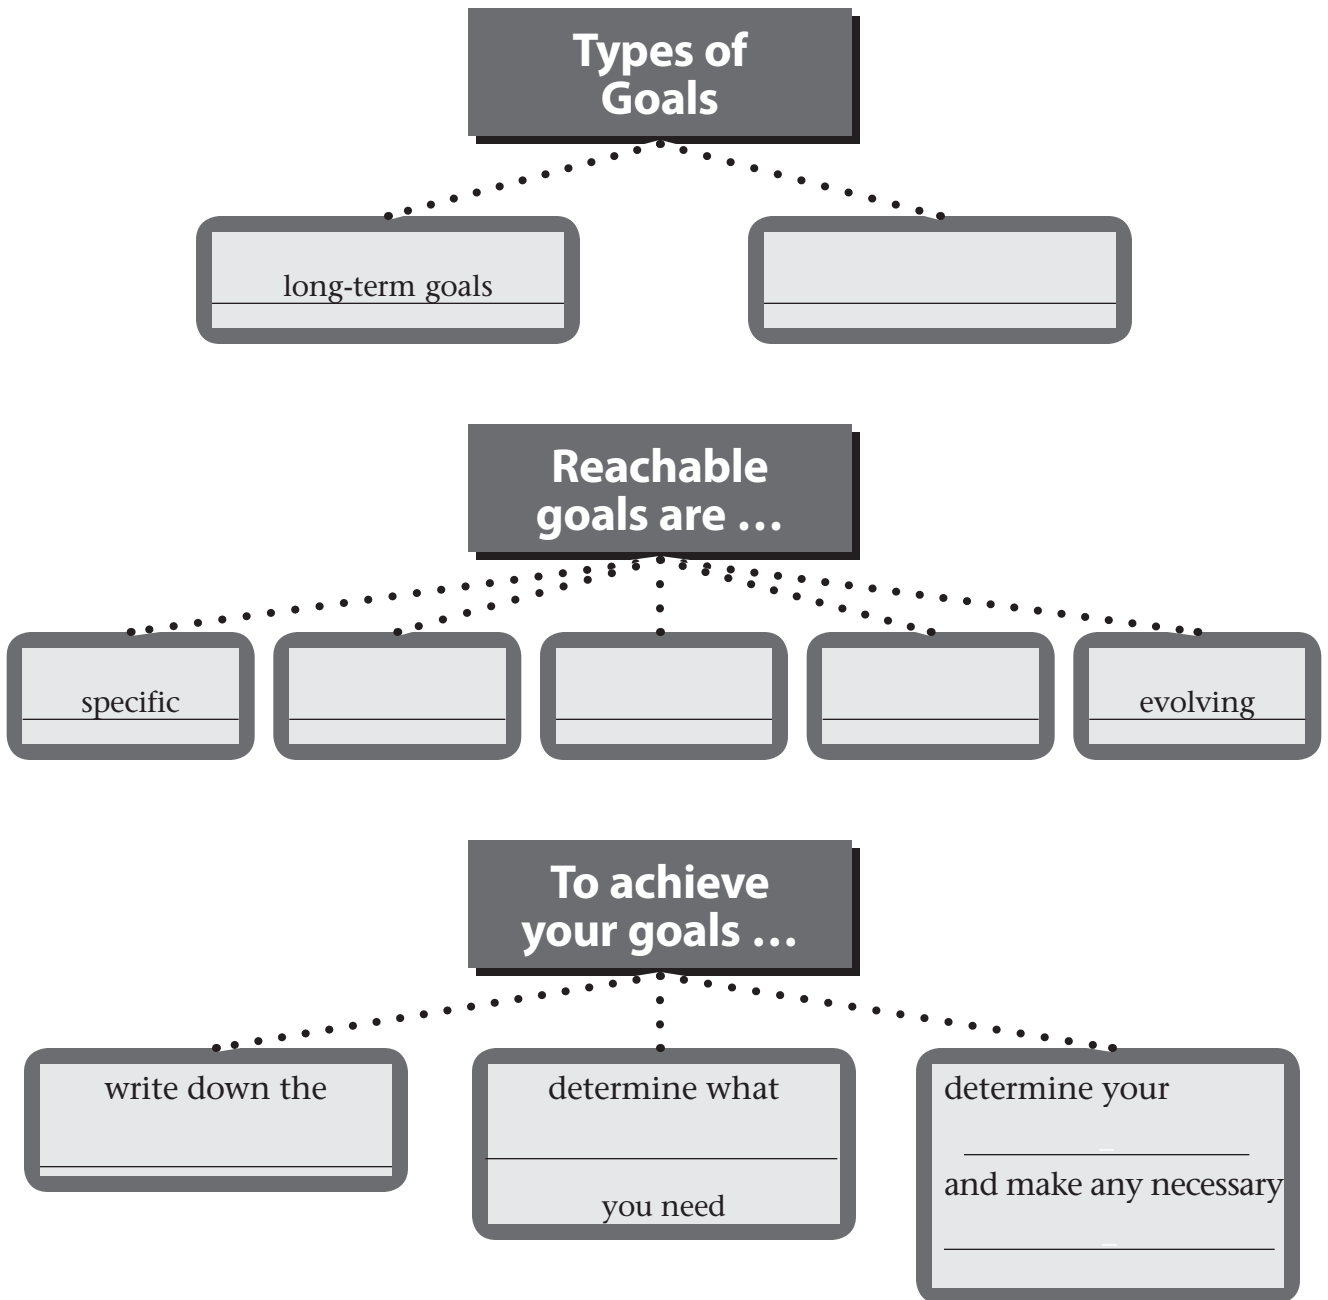 Types of
Goals
long-term goals
Reachable
goals are …
specific
evolving
To achieve
your goals …
write down the
determine what
you need
determine your
and make any necessary